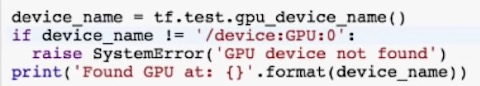 device_name = tf.test.gpu_device_name()
if device_name != '/device:GPU:0':
  raise SystemError('GPU device not found')
print('Found GPU at: {}'.format(device_name))